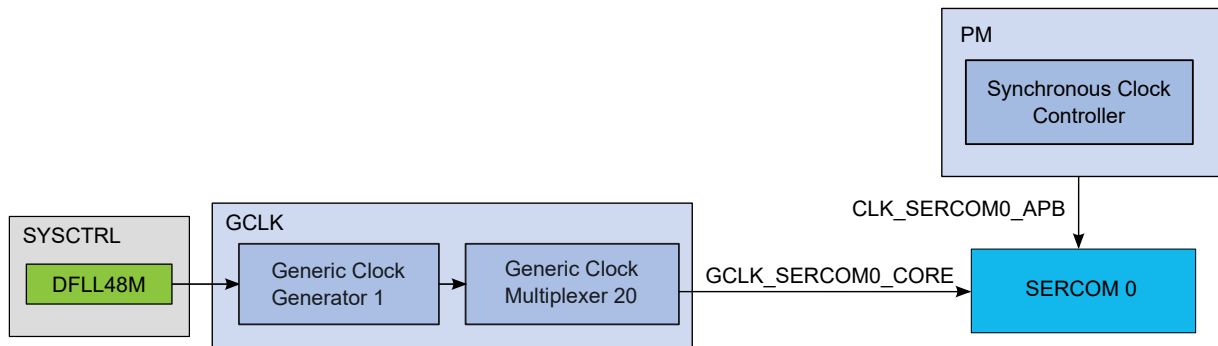 PM
Synchronous Clock
Controller
CLK_SERCOM0_APB
SYSCTRL
DFLL48M
GCLK
Generic Clock
Generator 1
Generic Clock
Multiplexer 20
GCLK_SERCOM0_CORE
SERCOM 0